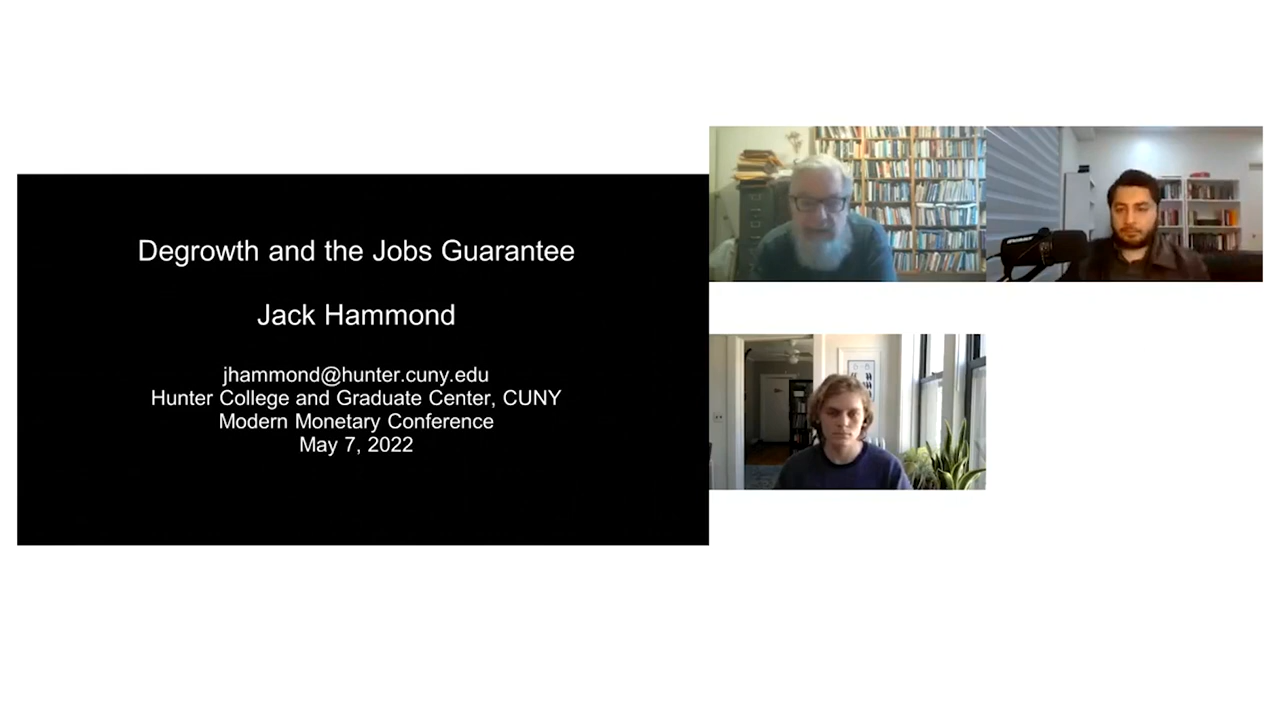 Degrowth and the Jobs Guarantee
Jack Hammond
jhammond@hunter.cuny.edu
Hunter College and Graduate Center, CUNY
Modern Monetary Conference
May 7, 2022